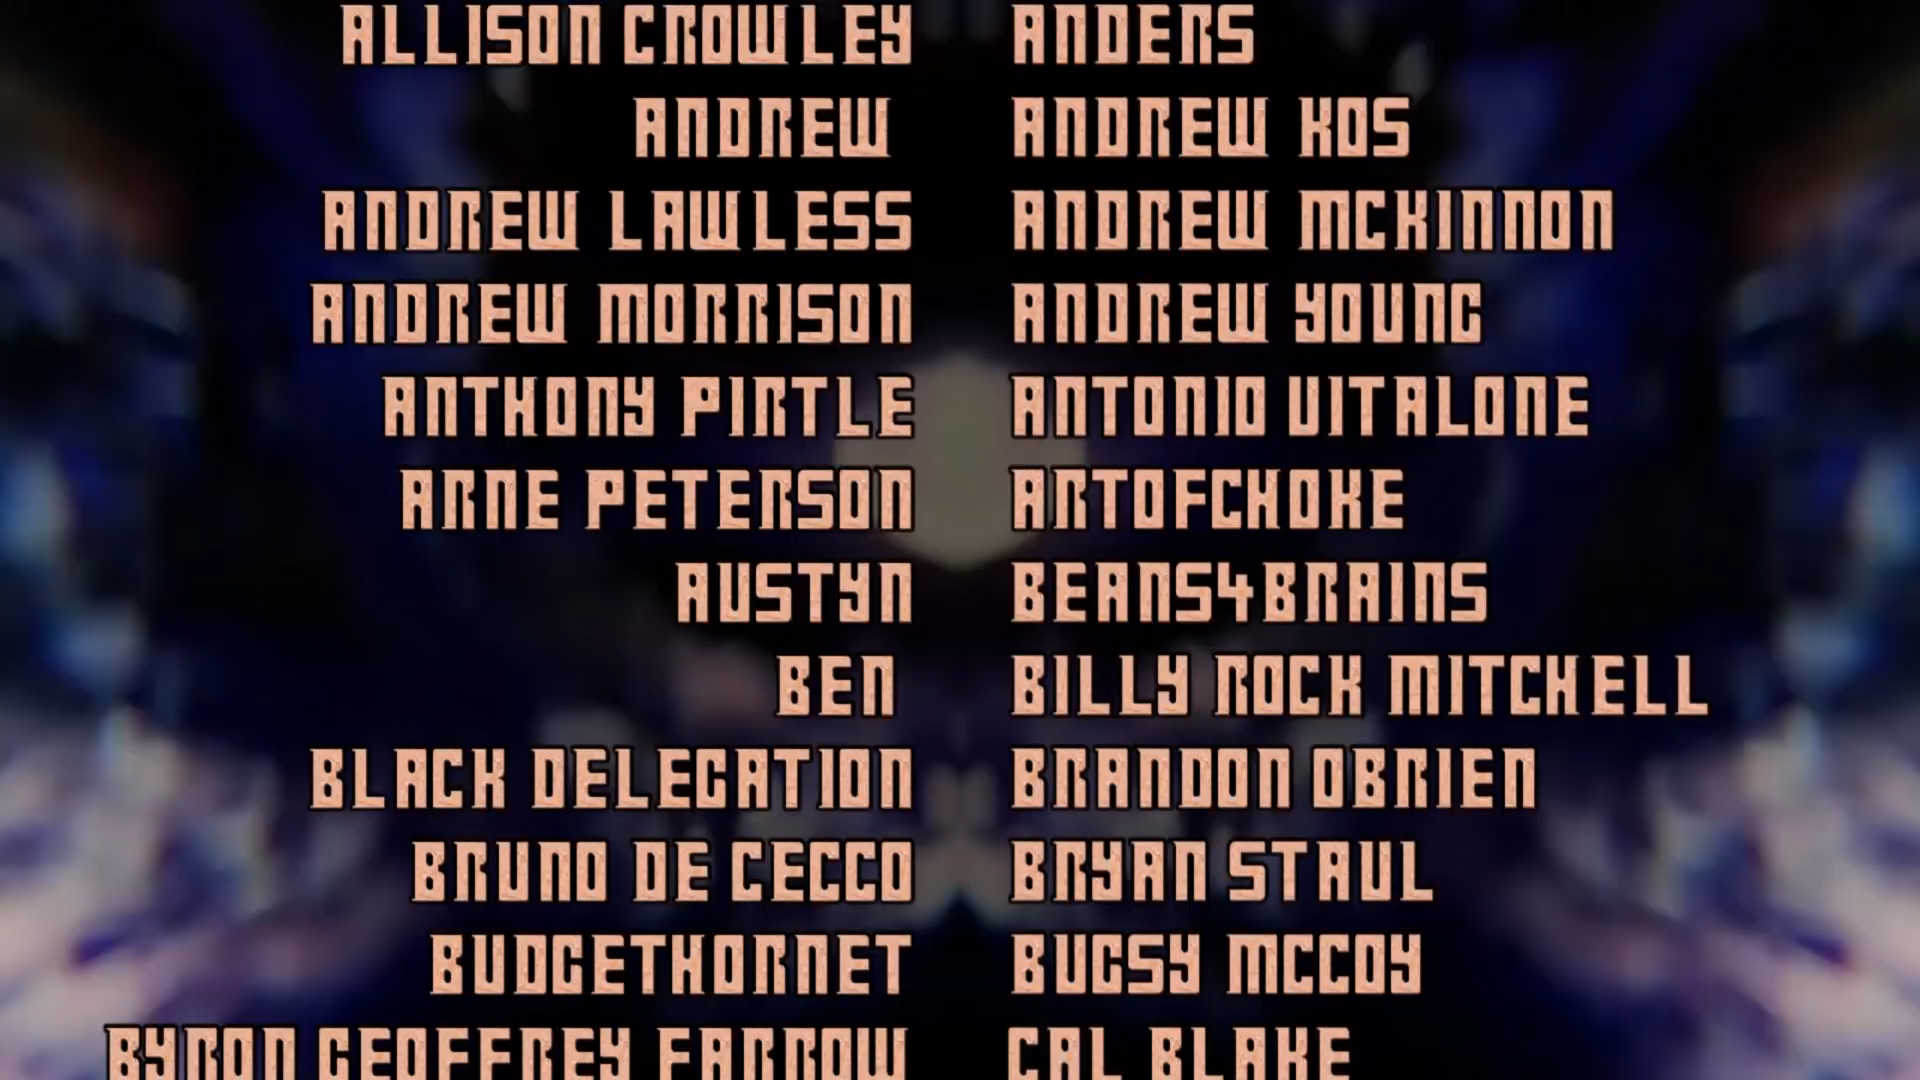 ALLISON CROWLEY ANDERS
ANDREW ANDREW KOS
ANDREW LAWLESS ANDREW MCKINNON
ANDREW MORRISON ANDREW YOUNG
ANTHONY PIRTLE ANTONIO VITALONE
ARNE PETERSON ARTOFCHOKE
AUSTYN BEANS4BRAINS
BEN BILLY ROCK MITCHELL
BLACK DELEGATION BRANDON OBRIEN
BRUNO DE CECCO BRYAN STAUL
BUDGETHORNET BUGSY MCCOY
BYRON GEOFFREY FARROW CAL BLAKE